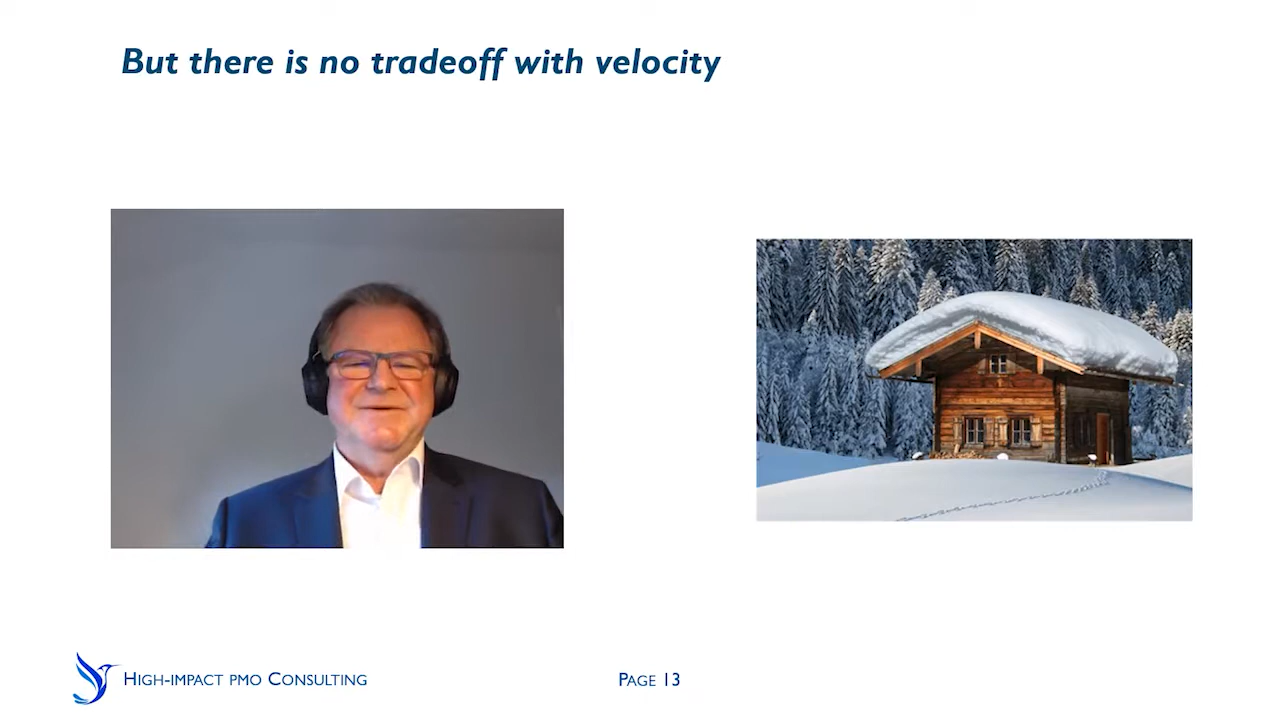 But there is no tradeoff with velocity
High-impact pmo Consulting
Page 13